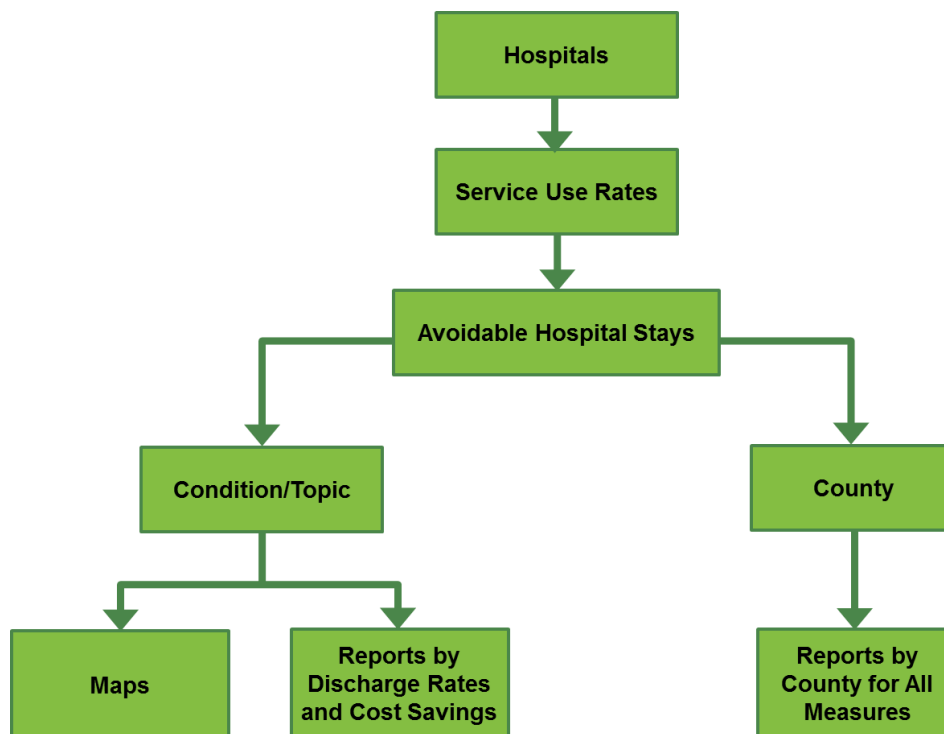 Hospitals
Service Use Rates
Avoidable Hospital Stays
Condition/Topic
County
Maps
Reports by
Discharge Rates
and Cost Savings
Reports by
County for All
Measures